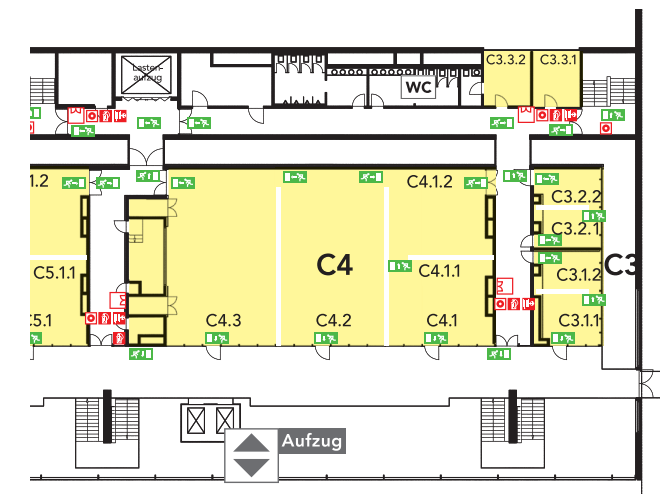 Lasten-
aufzug
WC
C3.3.2
C3.3.1
1.2
C4.1.2
C3.2.2
C3.2.1
C5.1.1
C4
C4.1.1
C3
C3.1.2
5.1
C4.3
C4.2
C4.1
C3.1.1
Aufzug